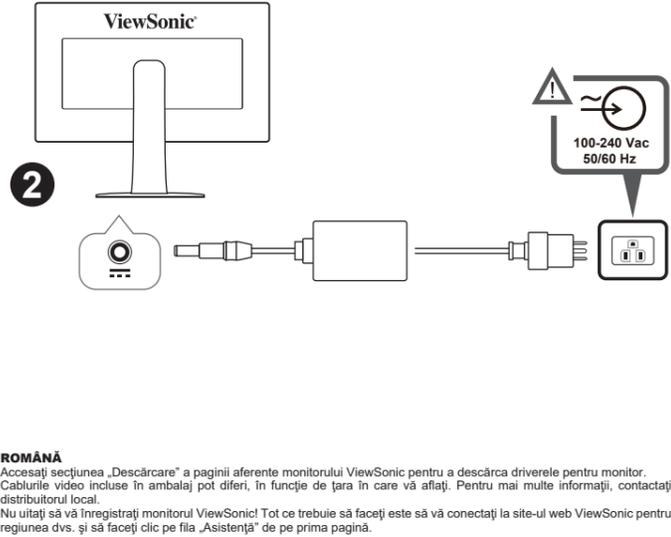 ViewSonic®
100-240 Vac
50/60 Hz
2
ROMÂNĂ
Accesaţi secţiunea „Descărcare” a paginii aferente monitorului ViewSonic pentru a descărca driverele pentru monitor.
Cablurile video incluse în ambalaj pot diferi, în funcţie de ţara în care vă aflaţi. Pentru mai multe informaţii, contactaţi
distribuitorul local.
Nu uitaţi să vă înregistraţi monitorul ViewSonic! Tot ce trebuie să faceţi este să vă conectaţi la site-ul web ViewSonic pentru
regiunea dvs. şi să faceţi clic pe fila „Asistenţă” de pe prima pagină.